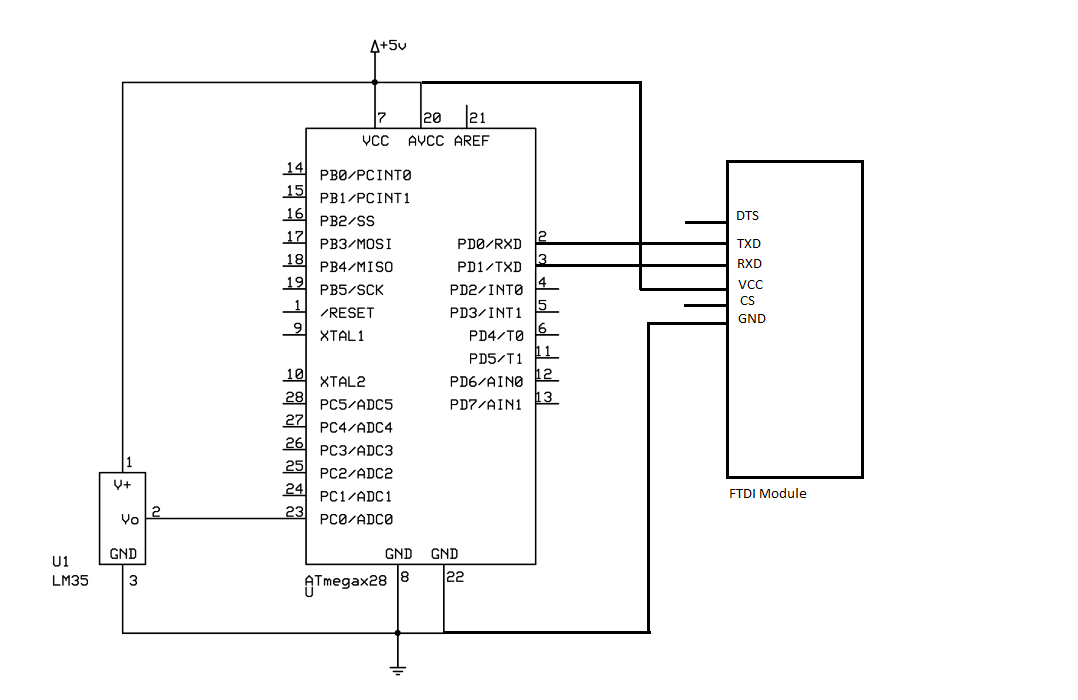 +5v
7 20 21
VCC AVCC AREF
14 PB0/PCINT0
15 PB1/PCINT1
16 PB2/SS
17 PB3/MOSI PD0/RXD 2
18 PB4/MISO PD1/TXD 3
19 PB5/SCK PD2/INT0 4
1 /RESET PD3/INT1 5
9 XTAL1 PD4/T0 6
PD5/T1 11
10 XTAL2 PD6/AIN0 12
28 PC5/ADC5 PD7/AIN1 13
27 PC4/ADC4
26 PC3/ADC3
25 PC2/ADC2
24 PC1/ADC1
23 PC0/ADC0
GND GND
8 22
ATmegax28
U
1
V+
Vo 2
GND
3
U1
LM35
DTS
TXD
RXD
VCC
CS
GND
FTDI Module